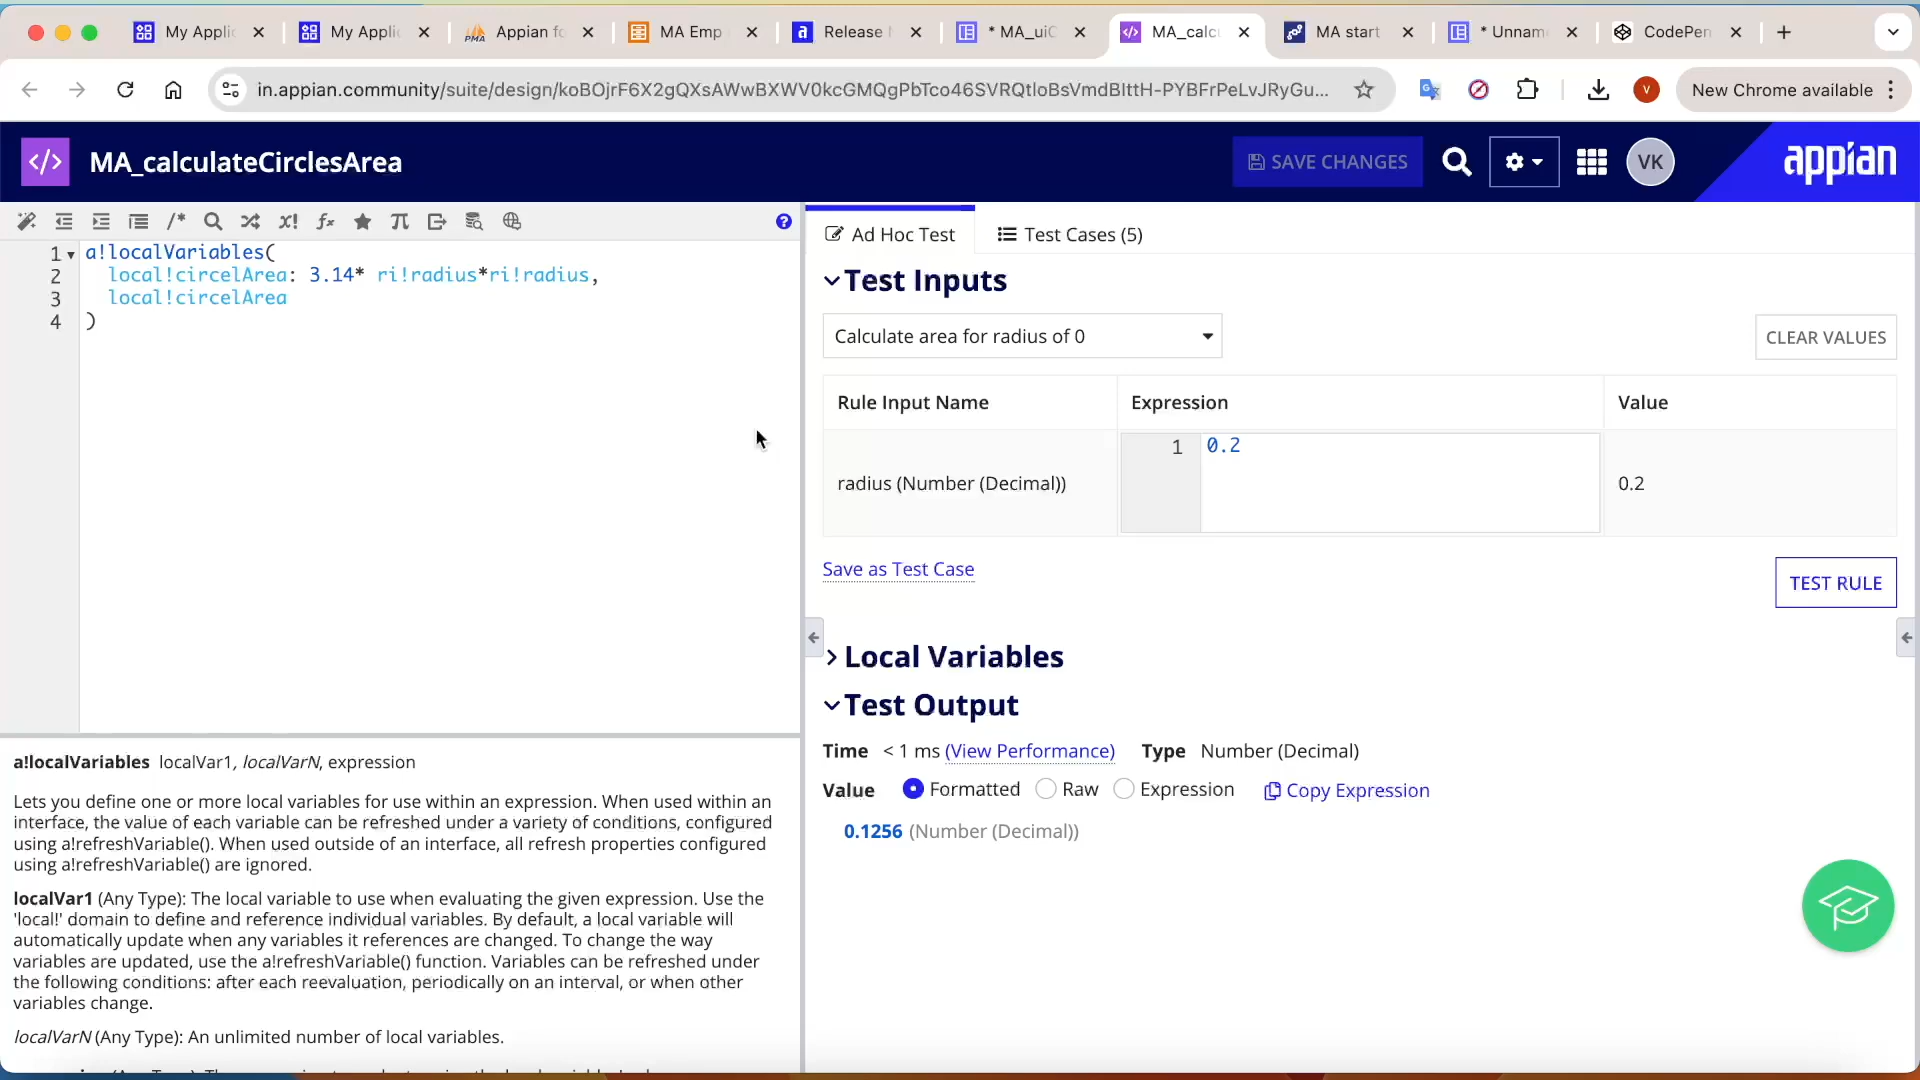 My Applic
My Applic
PMA
Appian fo
MA Emp
Release
* MA_uiC
MA_calcu
MA start
* Unnam
CodePen
in.appian.community/suite/design/koBOjrF6X2gQXsAWwBXWV0kcGMQgPbTco46SVRQtIoBsVmdBIttH-PYBFrPeLvJRyGu...
V
New Chrome available
MA_calculateCirclesArea
SAVE CHANGES
VK
appian
Ad Hoc Test
Test Cases (5)
1 a!localVariables(
2 local!circelArea: 3.14* ri!radius*ri!radius,
3 local!circelArea
4 )
Test Inputs
Calculate area for radius of 0
CLEAR VALUES
Rule Input Name
Expression
Value
radius (Number (Decimal))
1 0.2
0.2
Save as Test Case
TEST RULE
Local Variables
Test Output
Time < 1 ms (View Performance) Type Number (Decimal)
Value Formatted Raw Expression Copy Expression
0.1256 (Number (Decimal))
a!localVariables localVar1, localVarN, expression
Lets you define one or more local variables for use within an expression. When used within an
interface, the value of each variable can be refreshed under a variety of conditions, configured
using a!refreshVariable(). When used outside of an interface, all refresh properties configured
using a!refreshVariable() are ignored.
localVar1 (Any Type): The local variable to use when evaluating the given expression. Use the
'local!' domain to define and reference individual variables. By default, a local variable will
automatically update when any variables it references are changed. To change the way
variables are updated, use the a!refreshVariable() function. Variables can be refreshed under
the following conditions: after each reevaluation, periodically on an interval, or when other
variables change.
localVarN (Any Type): An unlimited number of local variables.